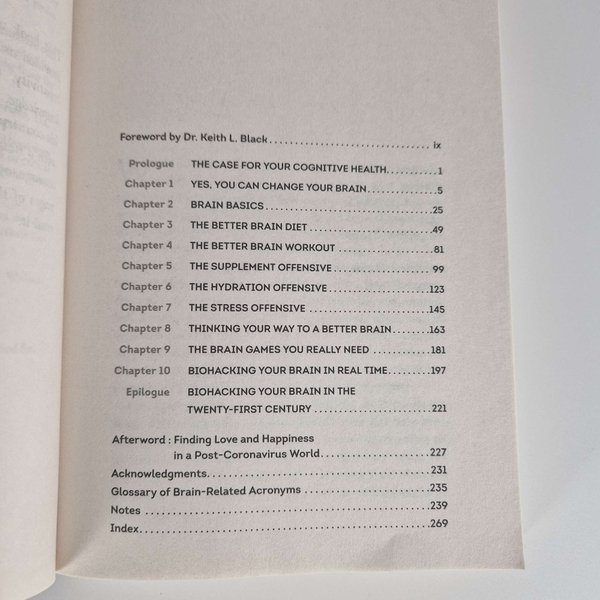 Foreword by Dr. Keith L. Black ix
Prologue THE CASE FOR YOUR COGNITIVE HEALTH 1
Chapter 1 YES, YOU CAN CHANGE YOUR BRAIN 5
Chapter 2 BRAIN BASICS 25
Chapter 3 THE BETTER BRAIN DIET 49
Chapter 4 THE BETTER BRAIN WORKOUT 81
Chapter 5 THE SUPPLEMENT OFFENSIVE 99
Chapter 6 THE HYDRATION OFFENSIVE 123
Chapter 7 THE STRESS OFFENSIVE 145
Chapter 8 THINKING YOUR WAY TO A BETTER BRAIN 163
Chapter 9 THE BRAIN GAMES YOU REALLY NEED 181
Chapter 10 BIOHACKING YOUR BRAIN IN REAL TIME 197
Epilogue BIOHACKING YOUR BRAIN IN THE
TWENTY-FIRST CENTURY 221
Afterword : Finding Love and Happiness
in a Post-Coronavirus World 227
Acknowledgments 231
Glossary of Brain-Related Acronyms 235
Notes 239
Index 269